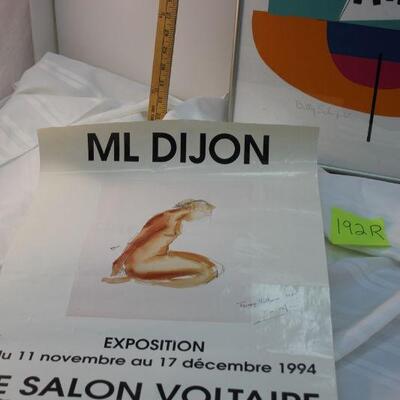 ML DIJON
192R
EXPOSITION
du 11 novembre au 17 décembre 1994
E SALON VOLTAIRE